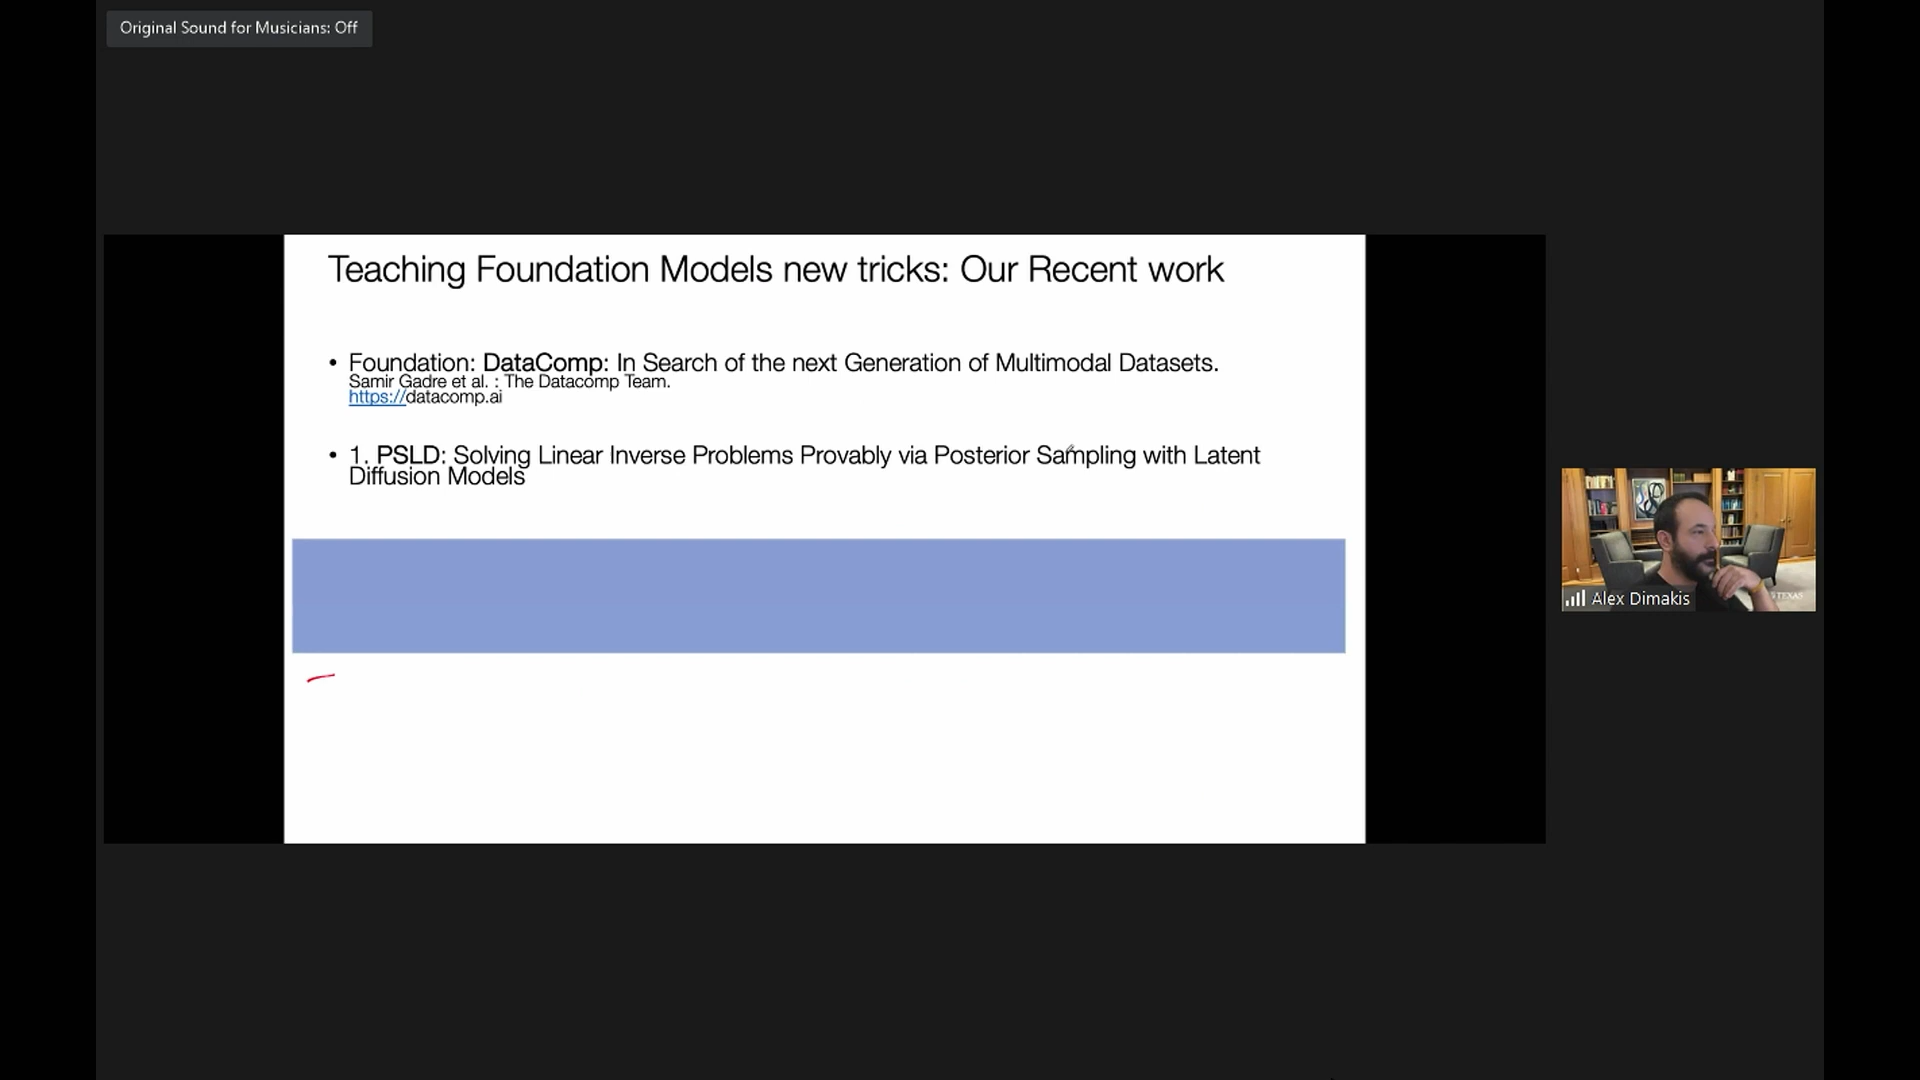 Original Sound for Musicians: Off
Teaching Foundation Models new tricks: Our Recent work
• Foundation: DataComp: In Search of the next Generation of Multimodal Datasets.
Samir Gadre et al. : The Datacomp Team.
https://datacomp.ai
• 1. PSLD: Solving Linear Inverse Problems Provably via Posterior Sampling with Latent
Diffusion Models
Alex Dimakis
TEXAS